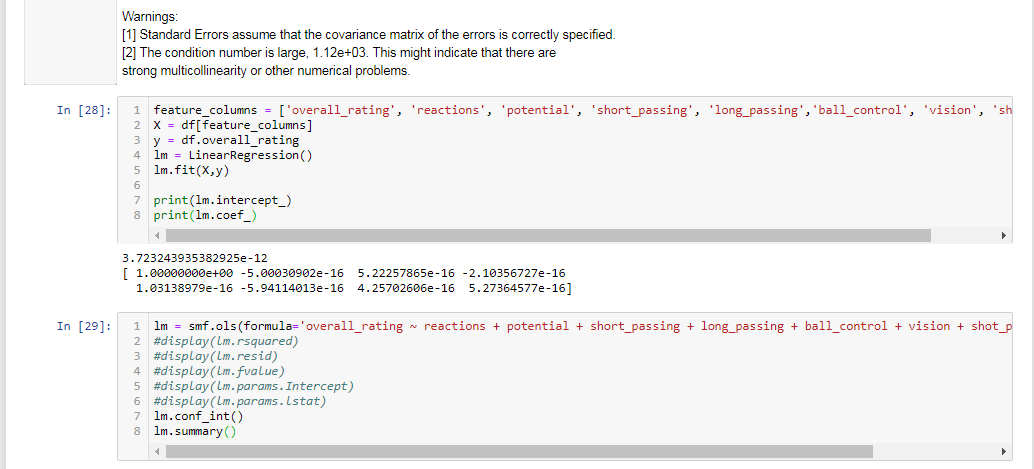 Warnings:
[1] Standard Errors assume that the covariance matrix of the errors is correctly specified.
[2] The condition number is large, 1.12e+03. This might indicate that there are
strong multicollinearity or other numerical problems.
In [28]:
1 feature_columns = ['overall_rating', 'reactions', 'potential', 'short_passing', 'long_passing','ball_control', 'vision', 'sh
2 X = df[feature_columns]
3 y = df.overall_rating
4 lm = LinearRegression()
5 lm.fit(X,y)
6
7 print(lm.intercept_)
8 print(lm.coef_)
3.723243935382925e-12
[ 1.00000000e+00 -5.00030902e-16  5.22257865e-16 -2.10356727e-16
1.03138979e-16 -5.94114013e-16  4.25702606e-16  5.27364577e-16]
In [29]:
1 lm = smf.ols(formula='overall_rating ~ reactions + potential + short_passing + long_passing + ball_control + vision + shot_p
2 #display(lm.rsquared)
3 #display(lm.resid)
4 #display(lm.fvalue)
5 #display(lm.params.Intercept)
6 #display(lm.params.lstat)
7 lm.conf_int()
8 lm.summary()